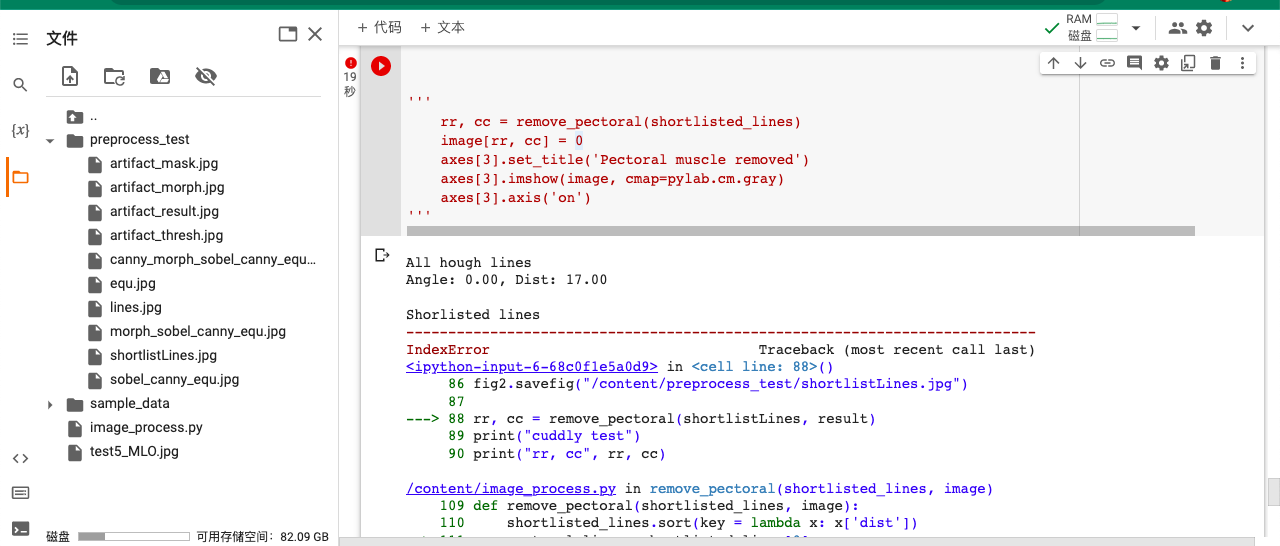 + 代码 + 文本
RAM
磁盘
文件
{x}
..
preprocess_test
artifact_mask.jpg
artifact_morph.jpg
artifact_result.jpg
artifact_thresh.jpg
canny_morph_sobel_canny_equ...
equ.jpg
lines.jpg
morph_sobel_canny_equ.jpg
shortlistLines.jpg
sobel_canny_equ.jpg
sample_data
image_process.py
test5_MLO.jpg
磁盘 可用存储空间：82.09 GB
19
秒
'''
rr, cc = remove_pectoral(shortlisted_lines)
image[rr, cc] = 0
axes[3].set_title('Pectoral muscle removed')
axes[3].imshow(image, cmap=pylab.cm.gray)
axes[3].axis('on')
'''
All hough lines
Angle: 0.00, Dist: 17.00
Shorlisted lines
---------------------------------------------------------------------------
IndexError Traceback (most recent call last)
<ipython-input-6-68c0f1e5a0d9> in <cell line: 88>()
86 fig2.savefig("/content/preprocess_test/shortlistLines.jpg")
87
---> 88 rr, cc = remove_pectoral(shortlistLines, result)
89 print("cuddly test")
90 print("rr, cc", rr, cc)
/content/image_process.py in remove_pectoral(shortlisted_lines, image)
109 def remove_pectoral(shortlisted_lines, image):
110 shortlisted_lines.sort(key = lambda x: x['dist'])